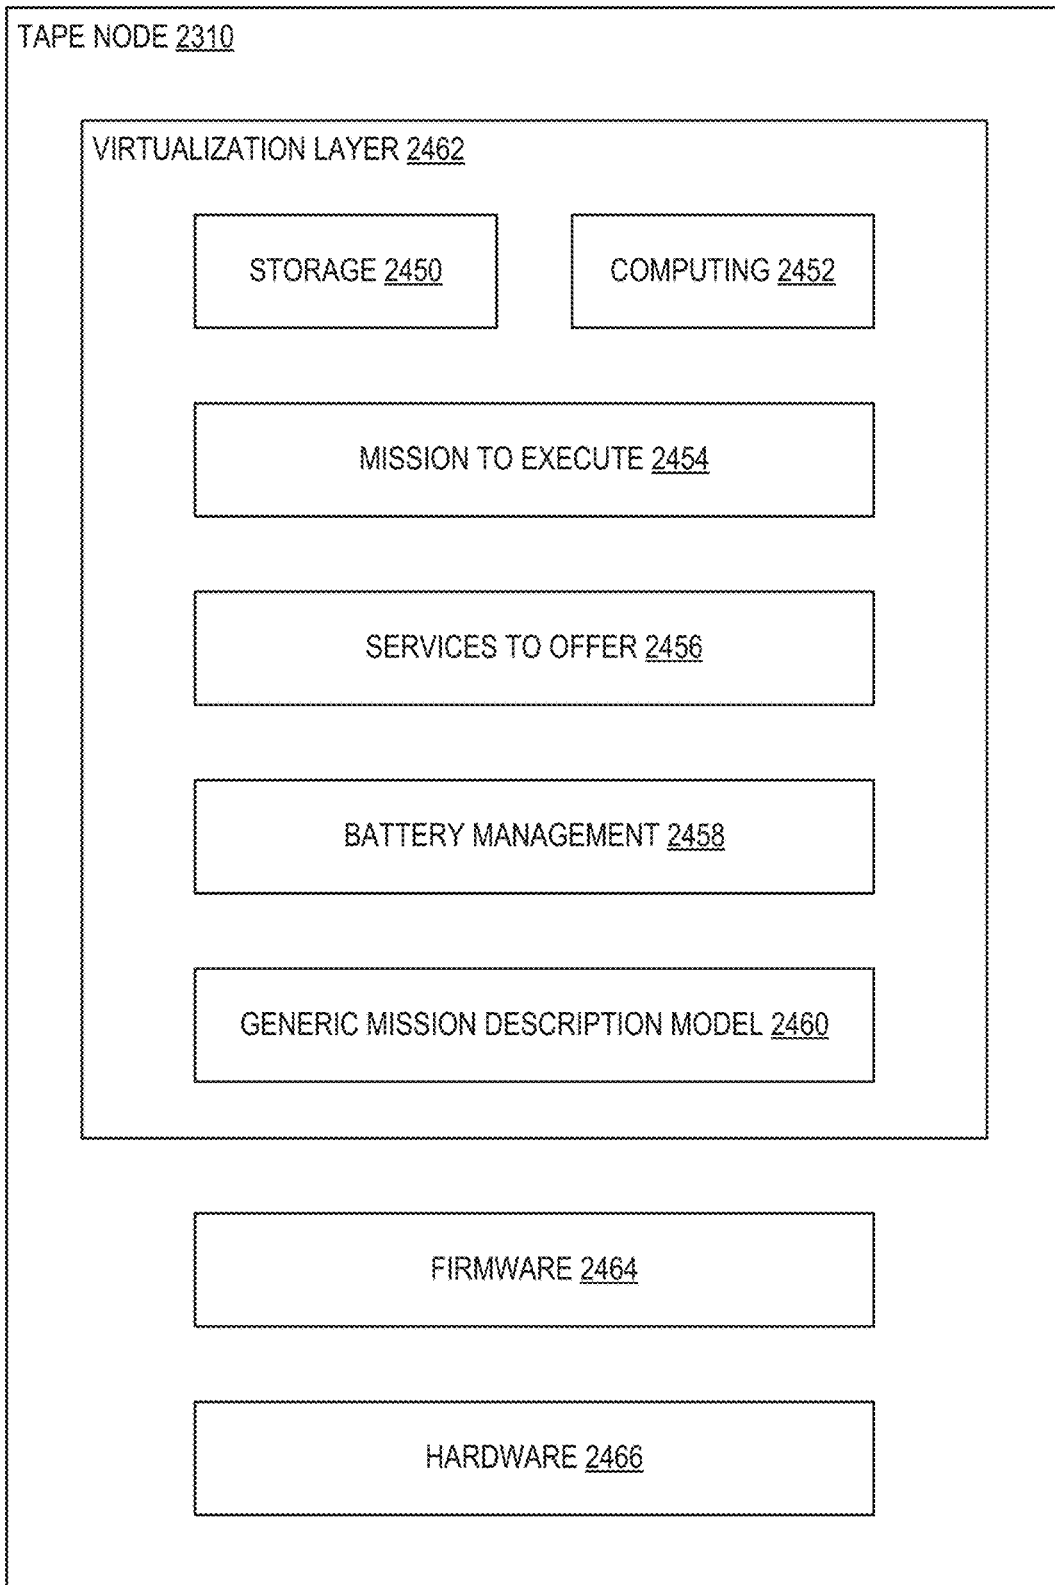 TAPE NODE 2310
VIRTUALIZATION LAYER 2462
STORAGE 2450
COMPUTING 2452
MISSION TO EXECUTE 2454
SERVICES TO OFFER 2456
BATTERY MANAGEMENT 2458
GENERIC MISSION DESCRIPTION MODEL 2460
FIRMWARE 2464
HARDWARE 2466